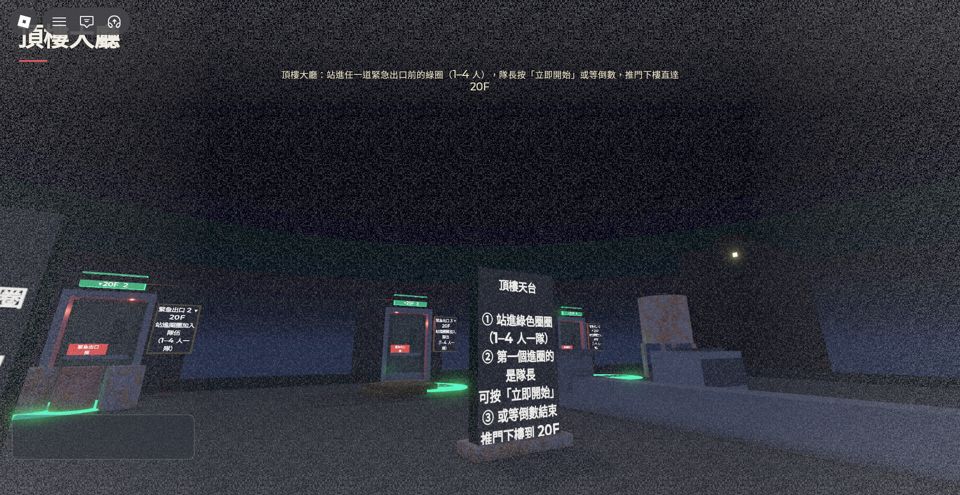 頂樓大廳
頂樓大廳：站進任一道緊急出口前的綠圈（1–4 人），隊長按「立即開始」或等倒數，推門下樓直達
20F
20F 2
緊急出口 2
20F
站進圈圈加入
隊伍
（1–4 人一
隊）
緊急出口
頂樓天台
① 站進綠色圈圈
（1–4 人一隊）
② 第一個進圈的
是隊長
可按「立即開始」
③ 或等倒數結束
推門下樓到 20F